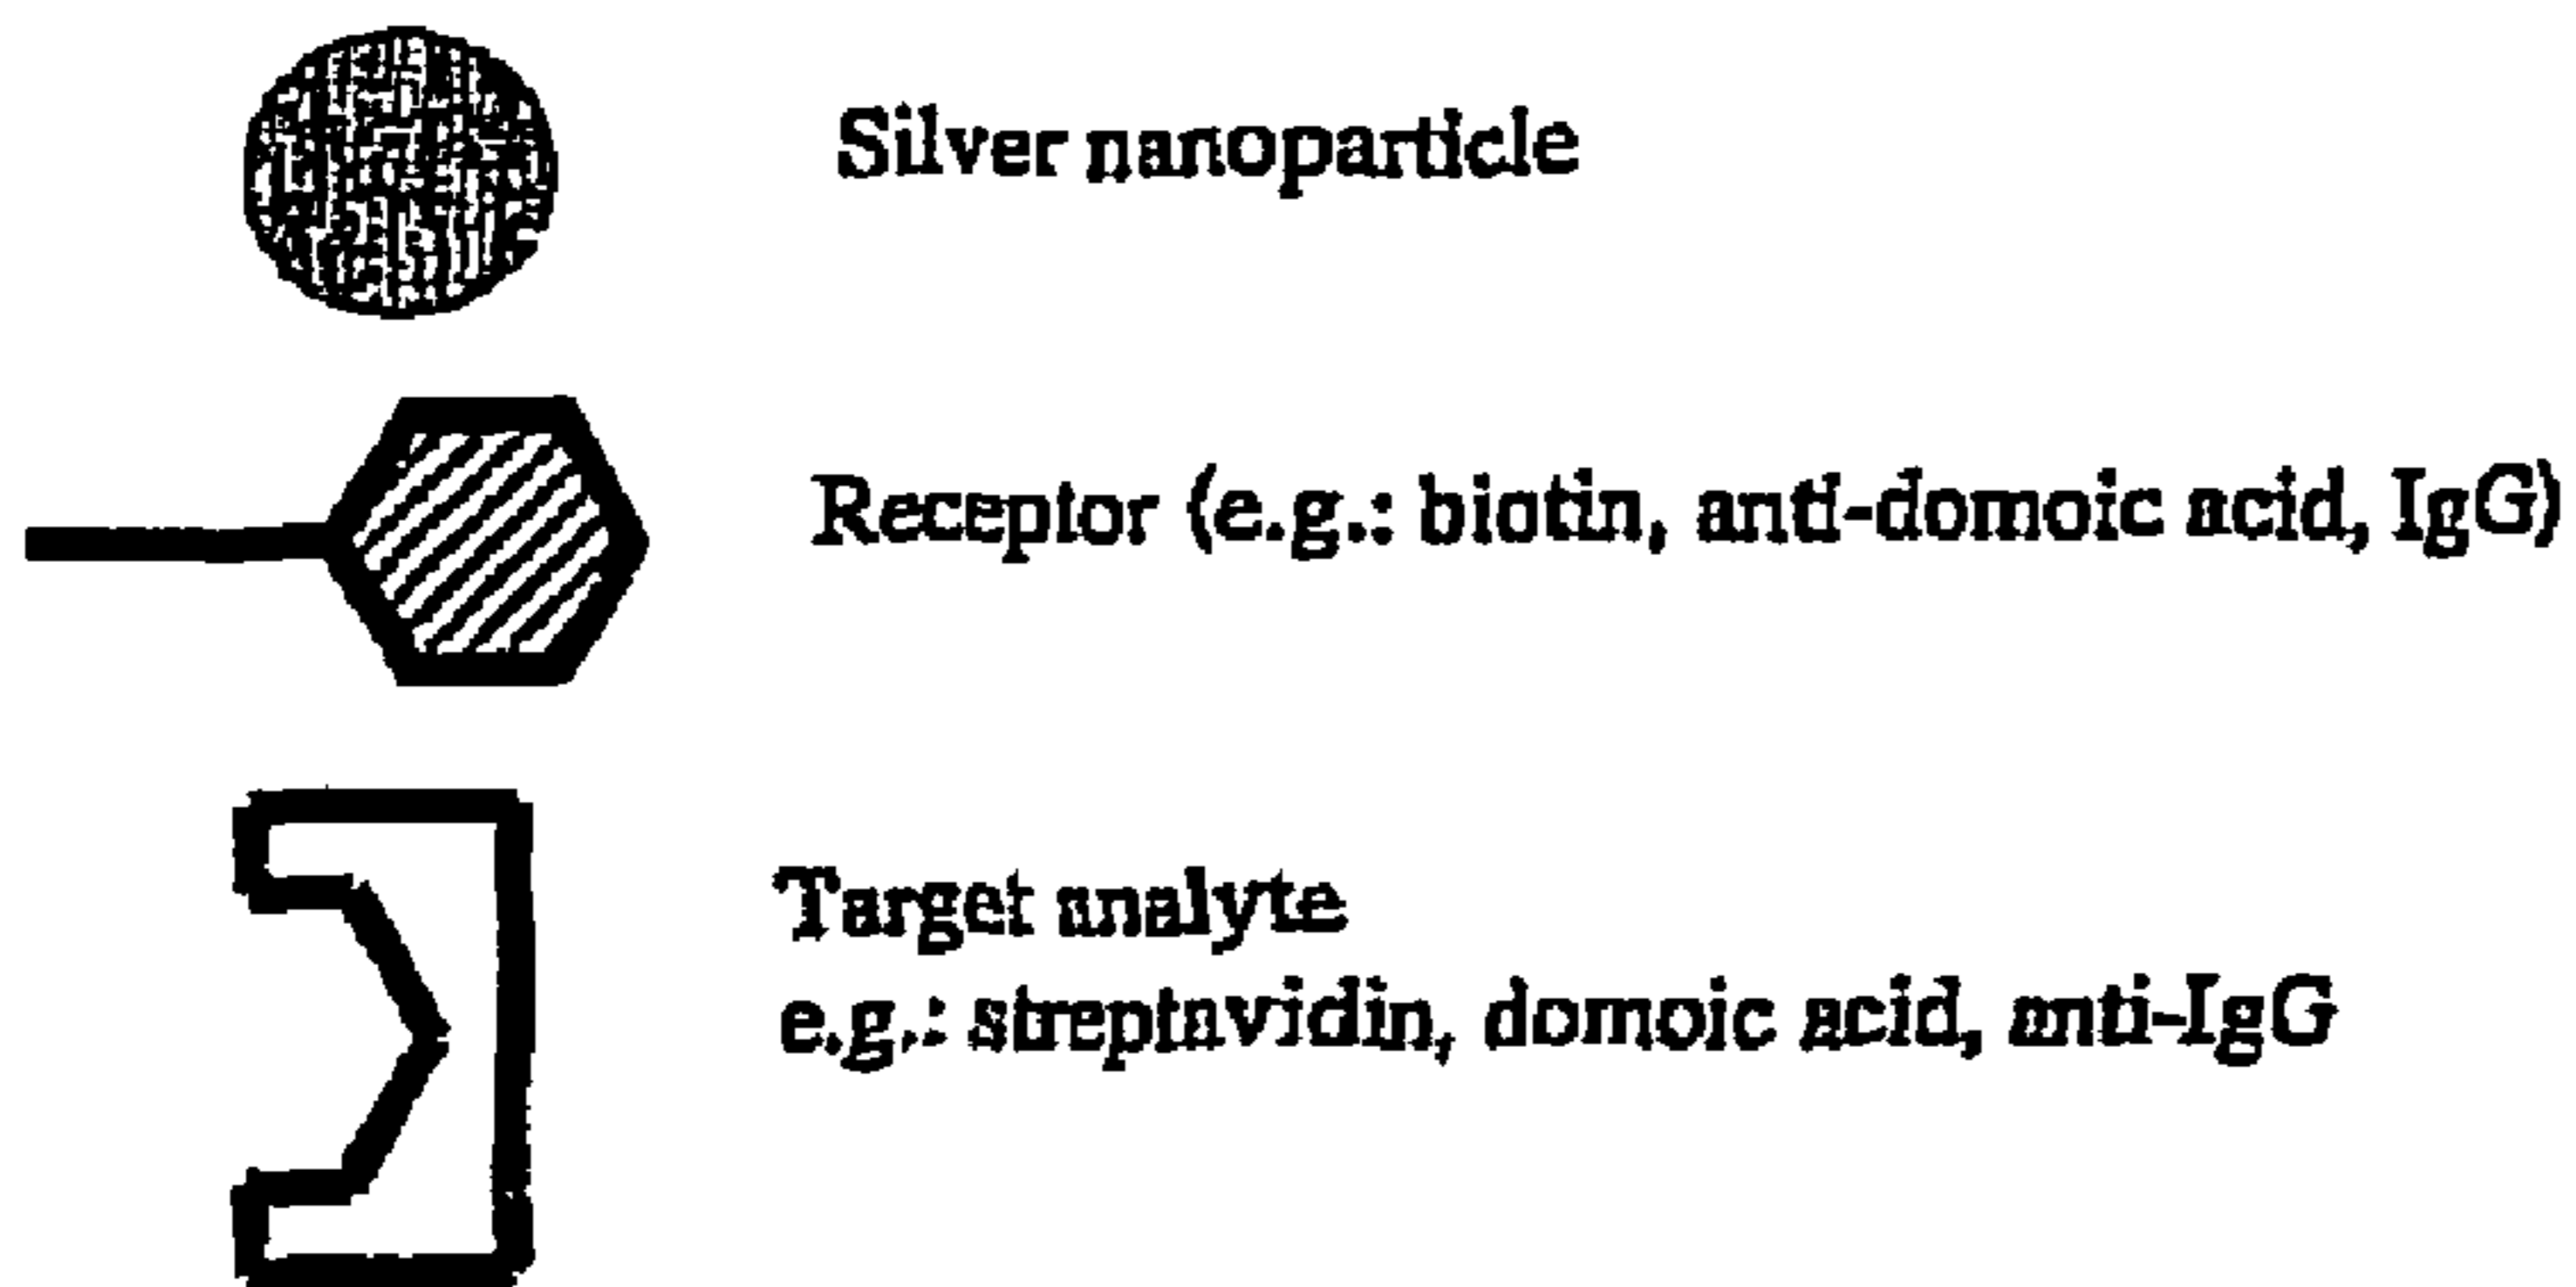 Silver nanoparticle
Receptor (e.g.: biotin, anti-domoic acid, IgG)
Target analyte
e.g.: streptavidin, domoic acid, anti-IgG